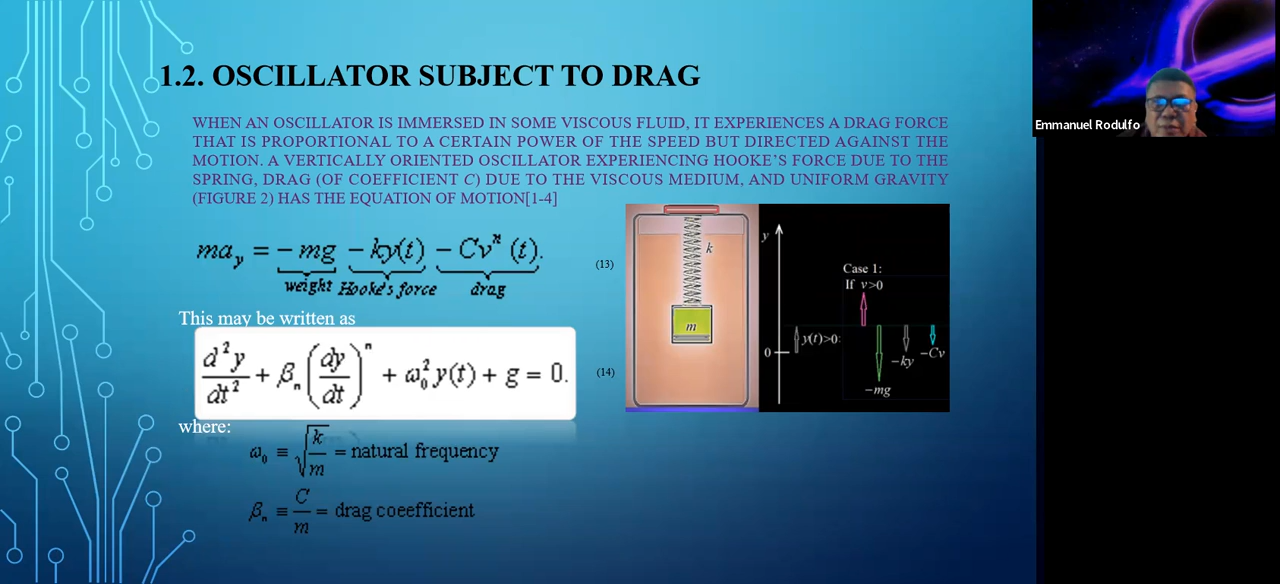 1.2. OSCILLATOR SUBJECT TO DRAG
WHEN AN OSCILLATOR IS IMMERSED IN SOME VISCOUS FLUID, IT EXPERIENCES A DRAG FORCE
THAT IS PROPORTIONAL TO A CERTAIN POWER OF THE SPEED BUT DIRECTED AGAINST THE
MOTION. A VERTICALLY ORIENTED OSCILLATOR EXPERIENCING HOOKE'S FORCE DUE TO THE
SPRING, DRAG (OF COEFFICIENT C) DUE TO THE VISCOUS MEDIUM, AND UNIFORM GRAVITY
(FIGURE 2) HAS THE EQUATION OF MOTION[1-4]
ma_y = − mg − ky(t) − Cv^n (t). (13)
weight Hooke's force drag
This may be written as
d²y/dt² + β_n (dy/dt)^n + ω₀² y(t) + g = 0. (14)
where:
ω₀ ≡ √(k/m) = natural frequency
β_n ≡ C/m = drag coeefficient
k
m
y
0
y(t)>0:
Case 1:
If v>0
−mg
−ky
−Cv
Emmanuel Rodulfo